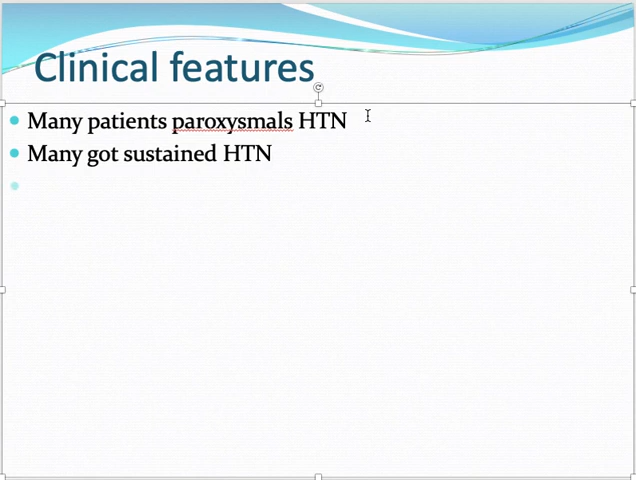 Clinical features
Many patients paroxysmals HTN
Many got sustained HTN